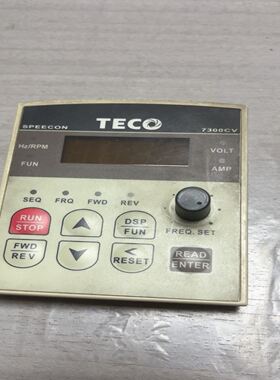 SPEECON TECO 7300CV
Hz/RPM VOLT
FUN AMP
SEQ FRQ FWD REV
RUN STOP DSP FUN FREQ. SET
FWD REV <RESET READ ENTER